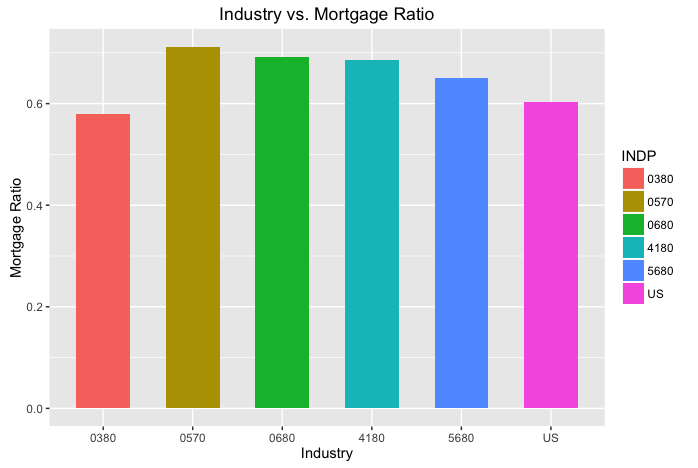 Industry vs. Mortgage Ratio
Mortgage Ratio
0.6
0.4
0.2
0.0
0380 0570 0680 4180 5680 US
Industry
INDP
0380
0570
0680
4180
5680
US